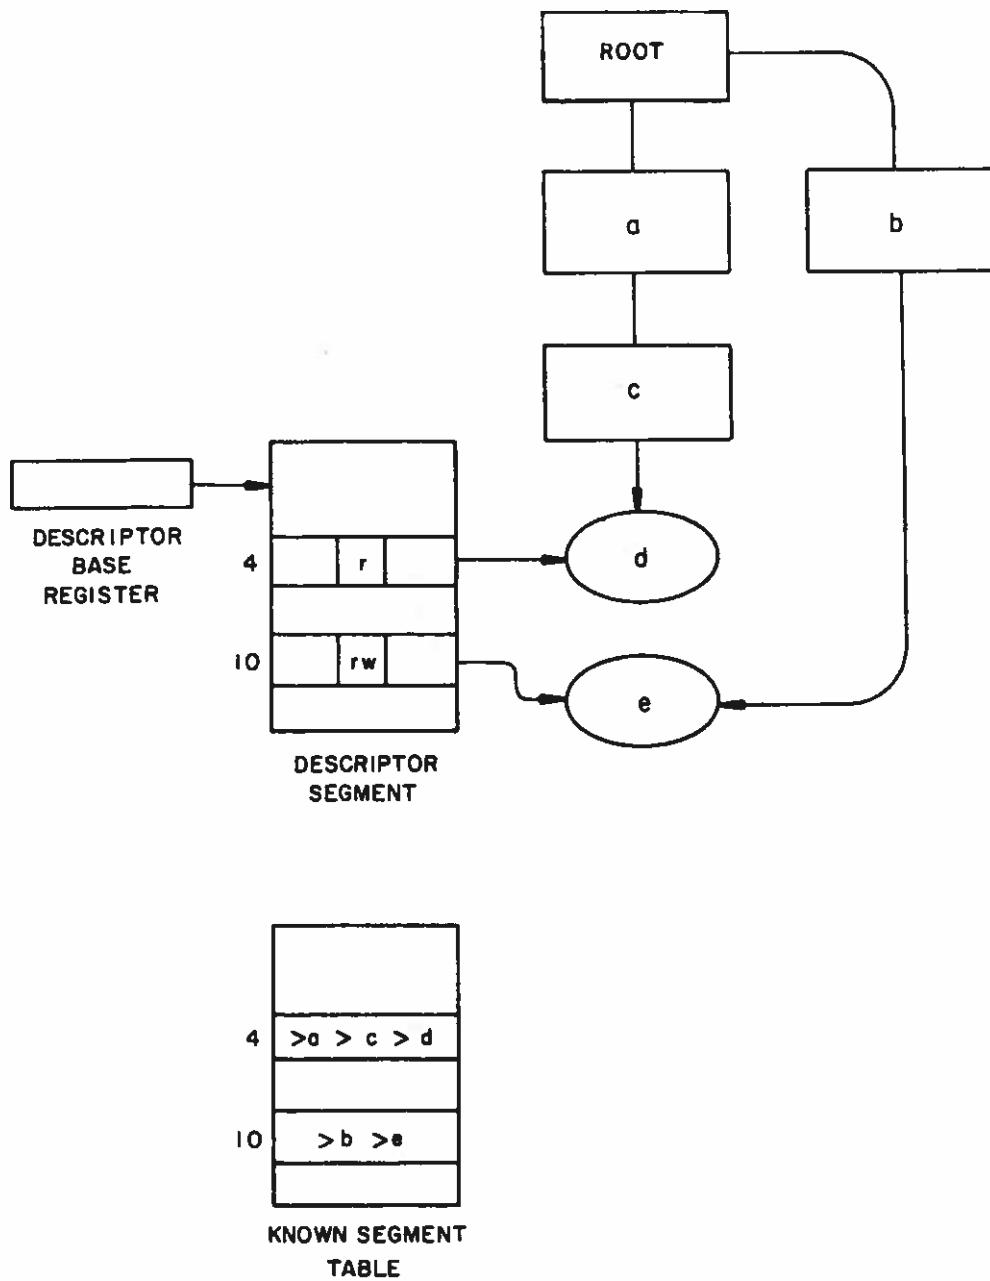 ROOT
a
b
c
DESCRIPTOR
BASE
REGISTER
4
r
d
10
rw
e
DESCRIPTOR
SEGMENT
4
>a > c > d
10
>b >e
KNOWN SEGMENT
TABLE